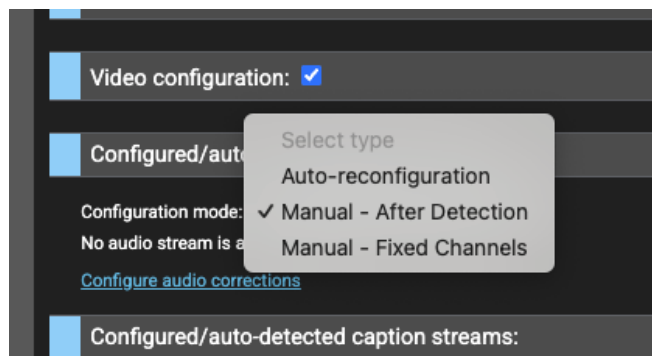 Video configuration:
Configured/aut
Select type
Auto-reconfiguration
Configuration mode:
✓ Manual - After Detection
No audio stream is a
Manual - Fixed Channels
Configure audio corrections
Configured/auto-detected caption streams: